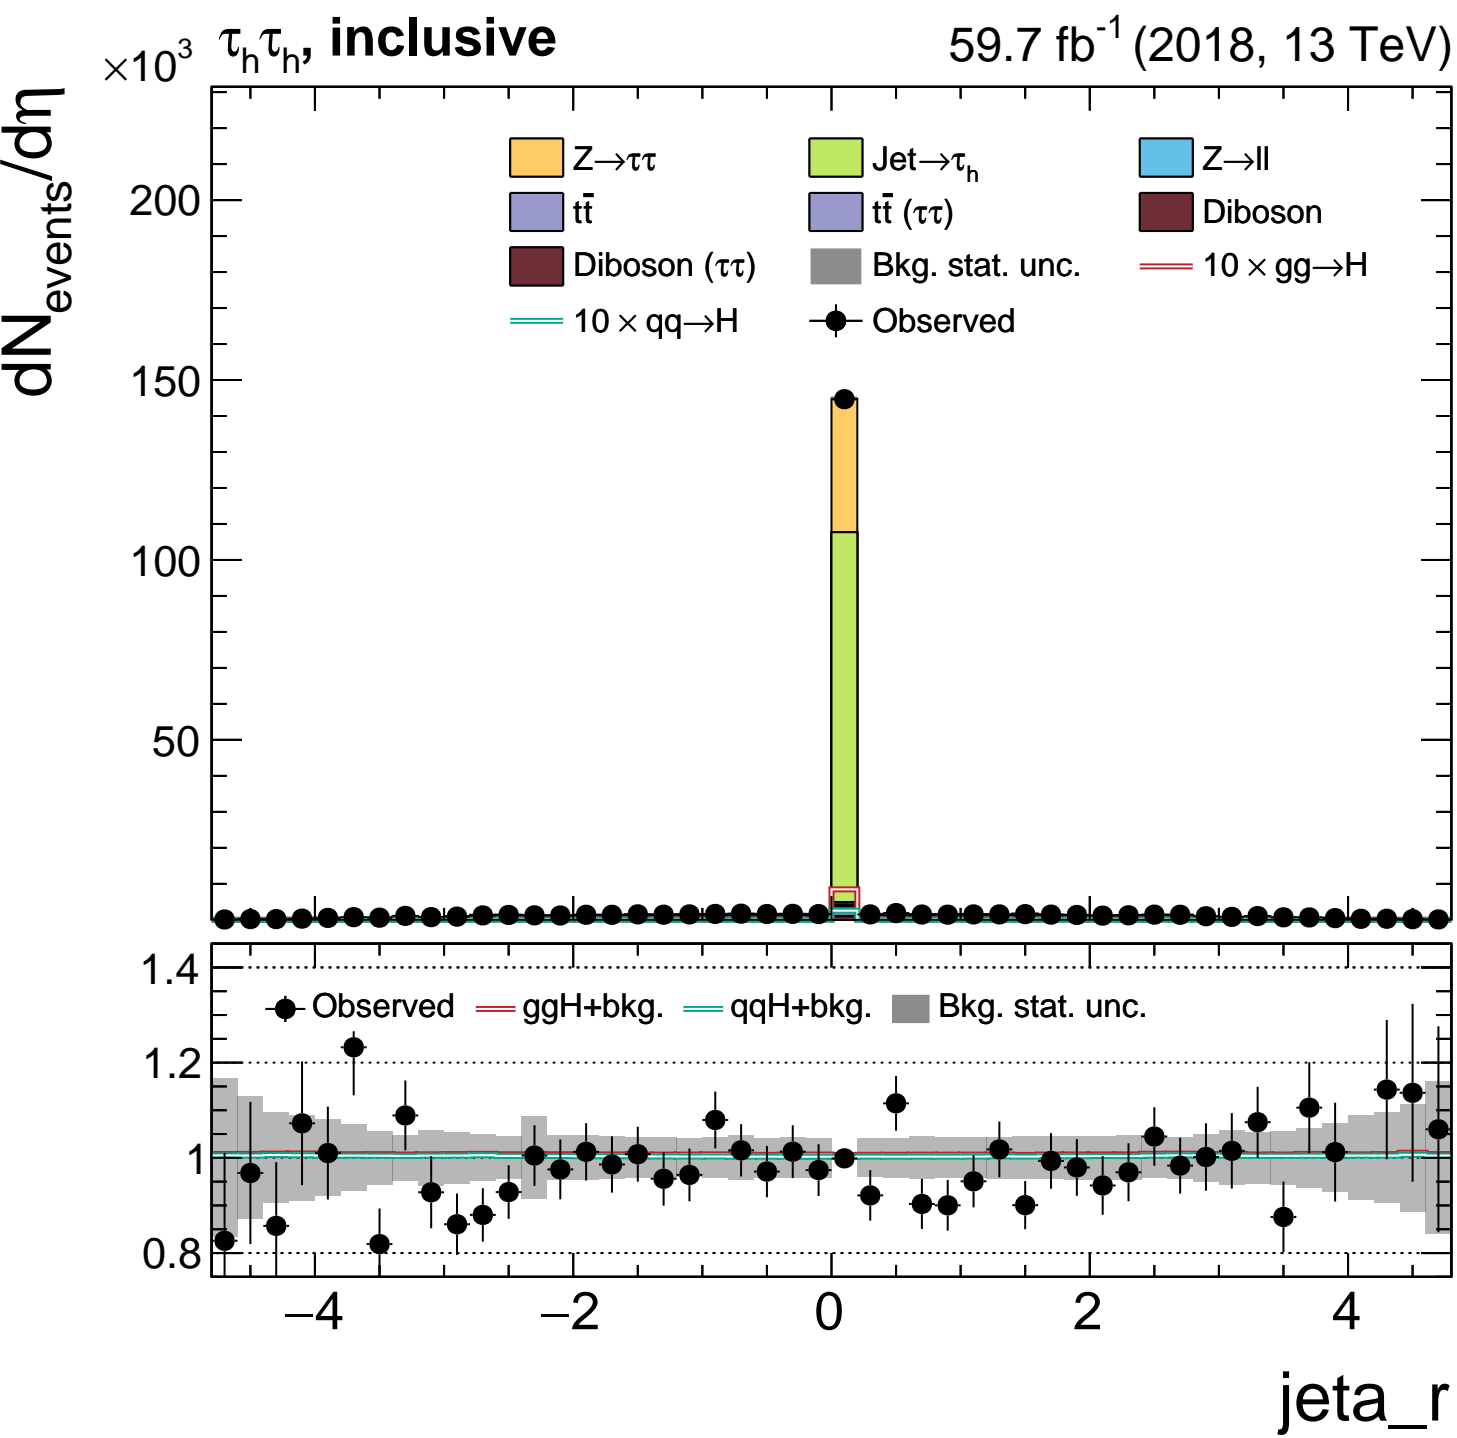 ×10³ τₕτₕ, inclusive 59.7 fb⁻¹ (2018, 13 TeV)
dN_events/dη
Z→ττ Jet→τₕ Z→ll
tt̄ tt̄ (ττ) Diboson
Diboson (ττ) Bkg. stat. unc. 10 × gg→H
10 × qq→H Observed
200
150
100
50
Observed ggH+bkg. qqH+bkg. Bkg. stat. unc.
1.4
1.2
1
0.8
−4 −2 0 2 4
jeta_r